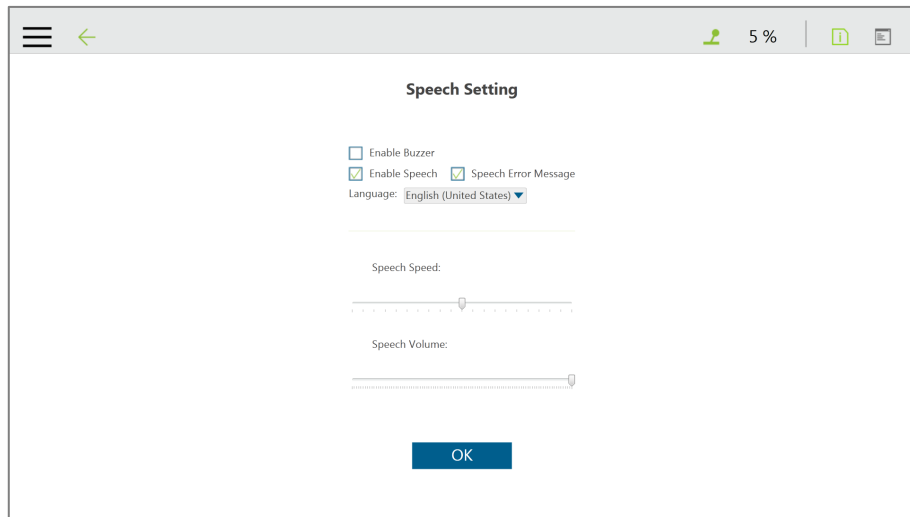 5 %
Speech Setting
Enable Buzzer
Enable Speech Speech Error Message
Language: English (United States)
Speech Speed:
Speech Volume:
OK